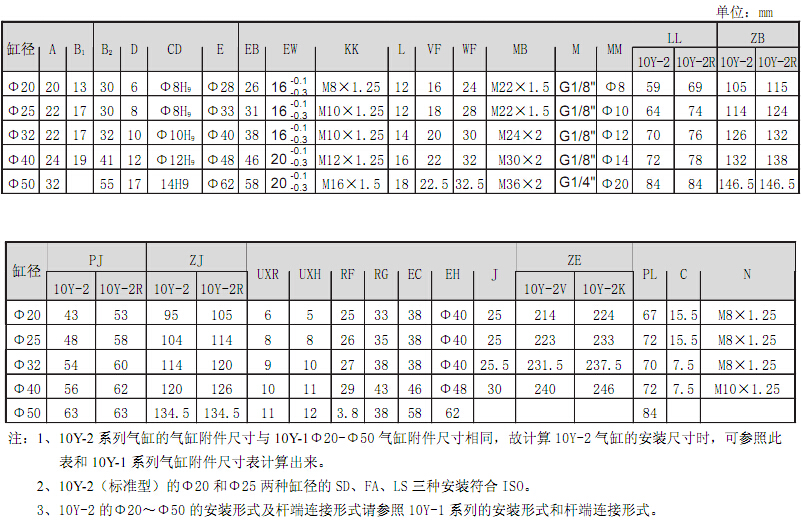 单位: mm
缸径 A B₁ B₂ D CD E EB EW KK L VF WF MB M MM LL ZB
10Y-2 10Y-2R 10Y-2 10Y-2R
Φ20 20 13 30 6 Φ8H₉ Φ28 26 16 -0.1 -0.3 M8×1.25 12 16 24 M22×1.5 G1/8" Φ8 59 69 105 115
Φ25 22 17 30 8 Φ8H₉ Φ33 31 16 -0.1 -0.3 M10×1.25 12 18 28 M22×1.5 G1/8" Φ10 64 74 114 124
Φ32 22 17 32 10 Φ10H₉ Φ40 38 16 -0.1 -0.3 M10×1.25 14 20 30 M24×2 G1/8" Φ12 70 76 126 132
Φ40 24 19 41 12 Φ12H₉ Φ48 46 20 -0.1 -0.3 M12×1.25 16 22 32 M30×2 G1/8" Φ14 72 78 132 138
Φ50 32 55 17 14H9 Φ62 58 20 -0.1 -0.3 M16×1.5 18 22.5 32.5 M36×2 G1/4" Φ20 84 84 146.5 146.5
缸径 PJ ZJ UXR UXH RF RG EC EH J ZE PL C N
10Y-2 10Y-2R 10Y-2 10Y-2R 10Y-2V 10Y-2K
Φ20 43 53 95 105 6 5 25 33 38 Φ40 25 214 224 67 15.5 M8×1.25
Φ25 48 58 104 114 8 8 26 35 38 Φ40 25 223 233 72 15.5 M8×1.25
Φ32 54 60 114 120 9 10 27 38 38 Φ40 25.5 231.5 237.5 70 7.5 M8×1.25
Φ40 56 62 120 126 10 11 29 43 46 Φ48 30 240 246 72 7.5 M10×1.25
Φ50 63 63 134.5 134.5 11 12 3.8 38 58 62 84
注: 1、10Y-2 系列气缸的气缸附件尺寸与10Y-1Φ20-Φ50 气缸附件尺寸相同，故计算 10Y-2 气缸的安装尺寸时，可参照此
表和 10Y-1 系列气缸附件尺寸表计算出来。
2、10Y-2（标准型）的Φ20 和Φ25 两种缸径的 SD、FA、LS 三种安装符合 ISO。
3、10Y-2 的Φ20～Φ50 的安装形式及杆端连接形式请参照 10Y-1 系列的安装形式和杆端连接形式。